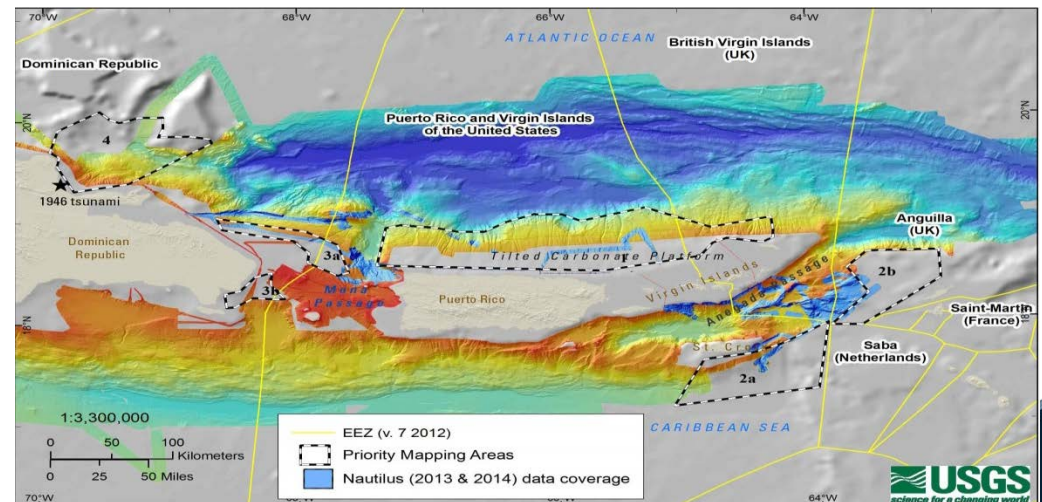 70°W
68°W
66°W
64°W
ATLANTIC OCEAN
British Virgin Islands
(UK)
Dominican Republic
20°N
20°N
Puerto Rico and Virgin Islands
of the United States
4
1946 tsunami
Anguilla
(UK)
Dominican
Republic
3a
Tilted Carbonate Platform
1
2b
3b
Mona
Passage
Puerto Rico
Virgin Islands
Anegada Passage
18°N
18°N
Saint-Martin
(France)
St. Cro
Saba
(Netherlands)
2a
1:3,300,000
CARIBBEAN SEA
0 50 100
Kilometers
0 25 50 Miles
EEZ (v. 7 2012)
Priority Mapping Areas
Nautilus (2013 & 2014) data coverage
USGS
science for a changing world
70°W
64°W